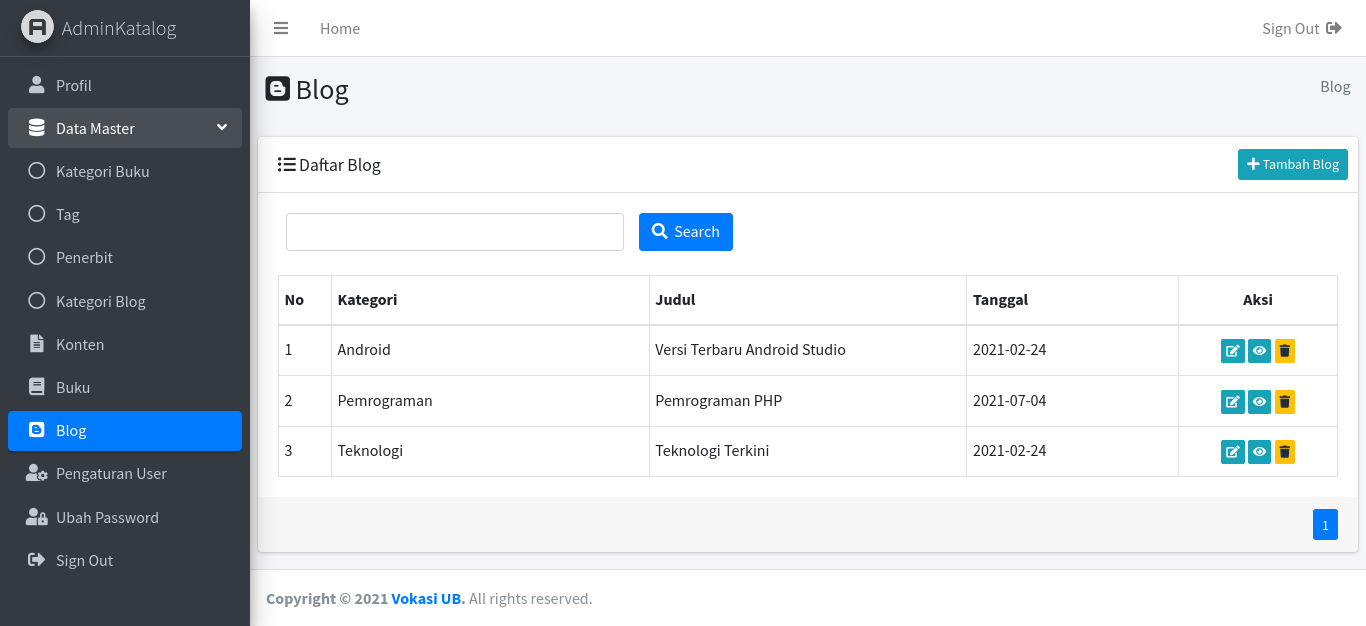 AdminKatalog
Home
Sign Out
Profil
Data Master
Kategori Buku
Tag
Penerbit
Kategori Blog
Konten
Buku
Blog
Pengaturan User
Ubah Password
Sign Out
Blog
Blog
Daftar Blog
Tambah Blog
Search
No Kategori Judul Tanggal Aksi
1 Android Versi Terbaru Android Studio 2021-02-24
2 Pemrograman Pemrograman PHP 2021-07-04
3 Teknologi Teknologi Terkini 2021-02-24
1
Copyright © 2021 Vokasi UB. All rights reserved.